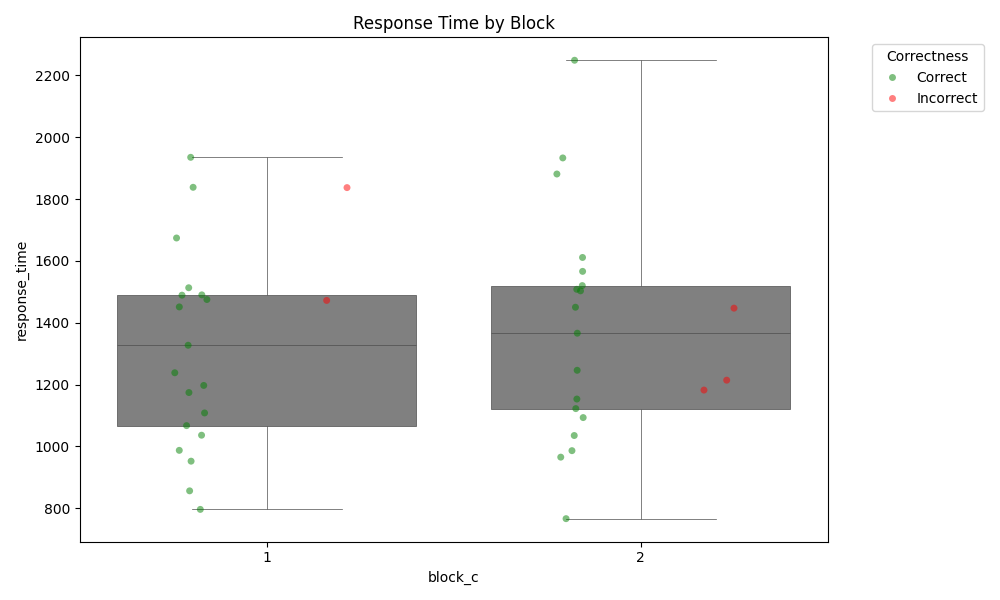 Response Time by Block
Correctness
Correct
Incorrect
2200
2000
1800
1600
1400
1200
1000
800
response_time
1
2
block_c